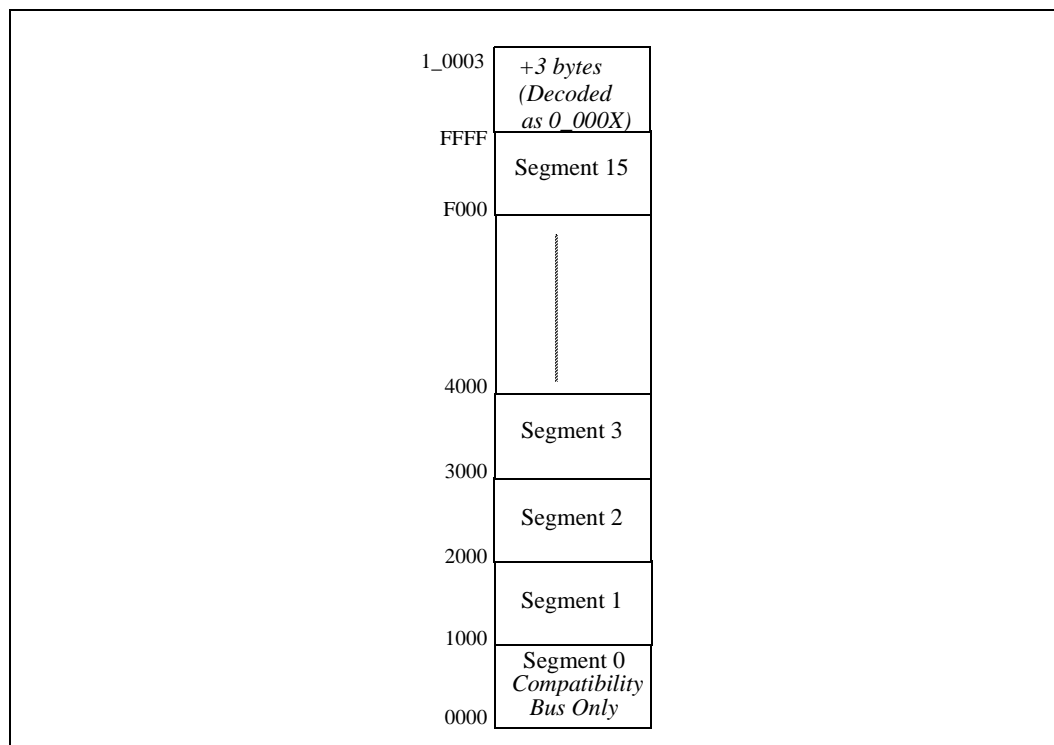 1_0003
+3 bytes
(Decoded
as 0_000X)
FFFF
Segment 15
F000
4000
Segment 3
3000
Segment 2
2000
Segment 1
1000
Segment 0
Compatibility
Bus Only
0000